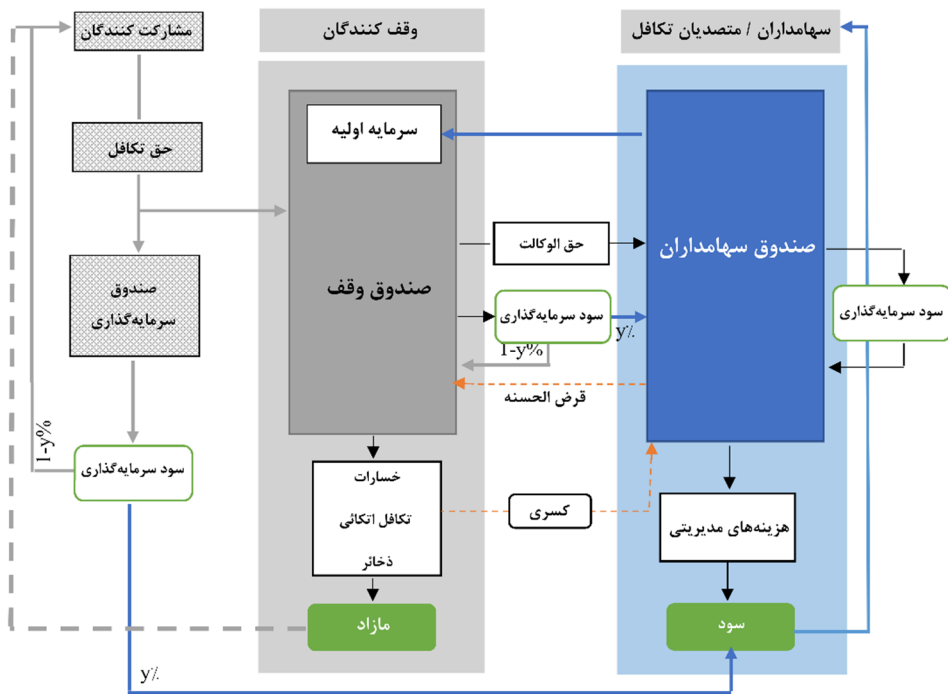 مشارکت کنندگان
وقف کنندگان
سهامداران / متصدیان تکافل
سرمایه اولیه
حق تکافل
حق الوکالت
صندوق سهامداران
صندوق وقف
صندوق
سرمایه‌گذاری
سود سرمایه‌گذاری
سود سرمایه‌گذاری
y%
1-y%
قرض الحسنه
1-y%
سود سرمایه‌گذاری
خسارات
تکافل اتکائی
ذخائر
کسری
هزینه‌های مدیریتی
مازاد
سود
y%